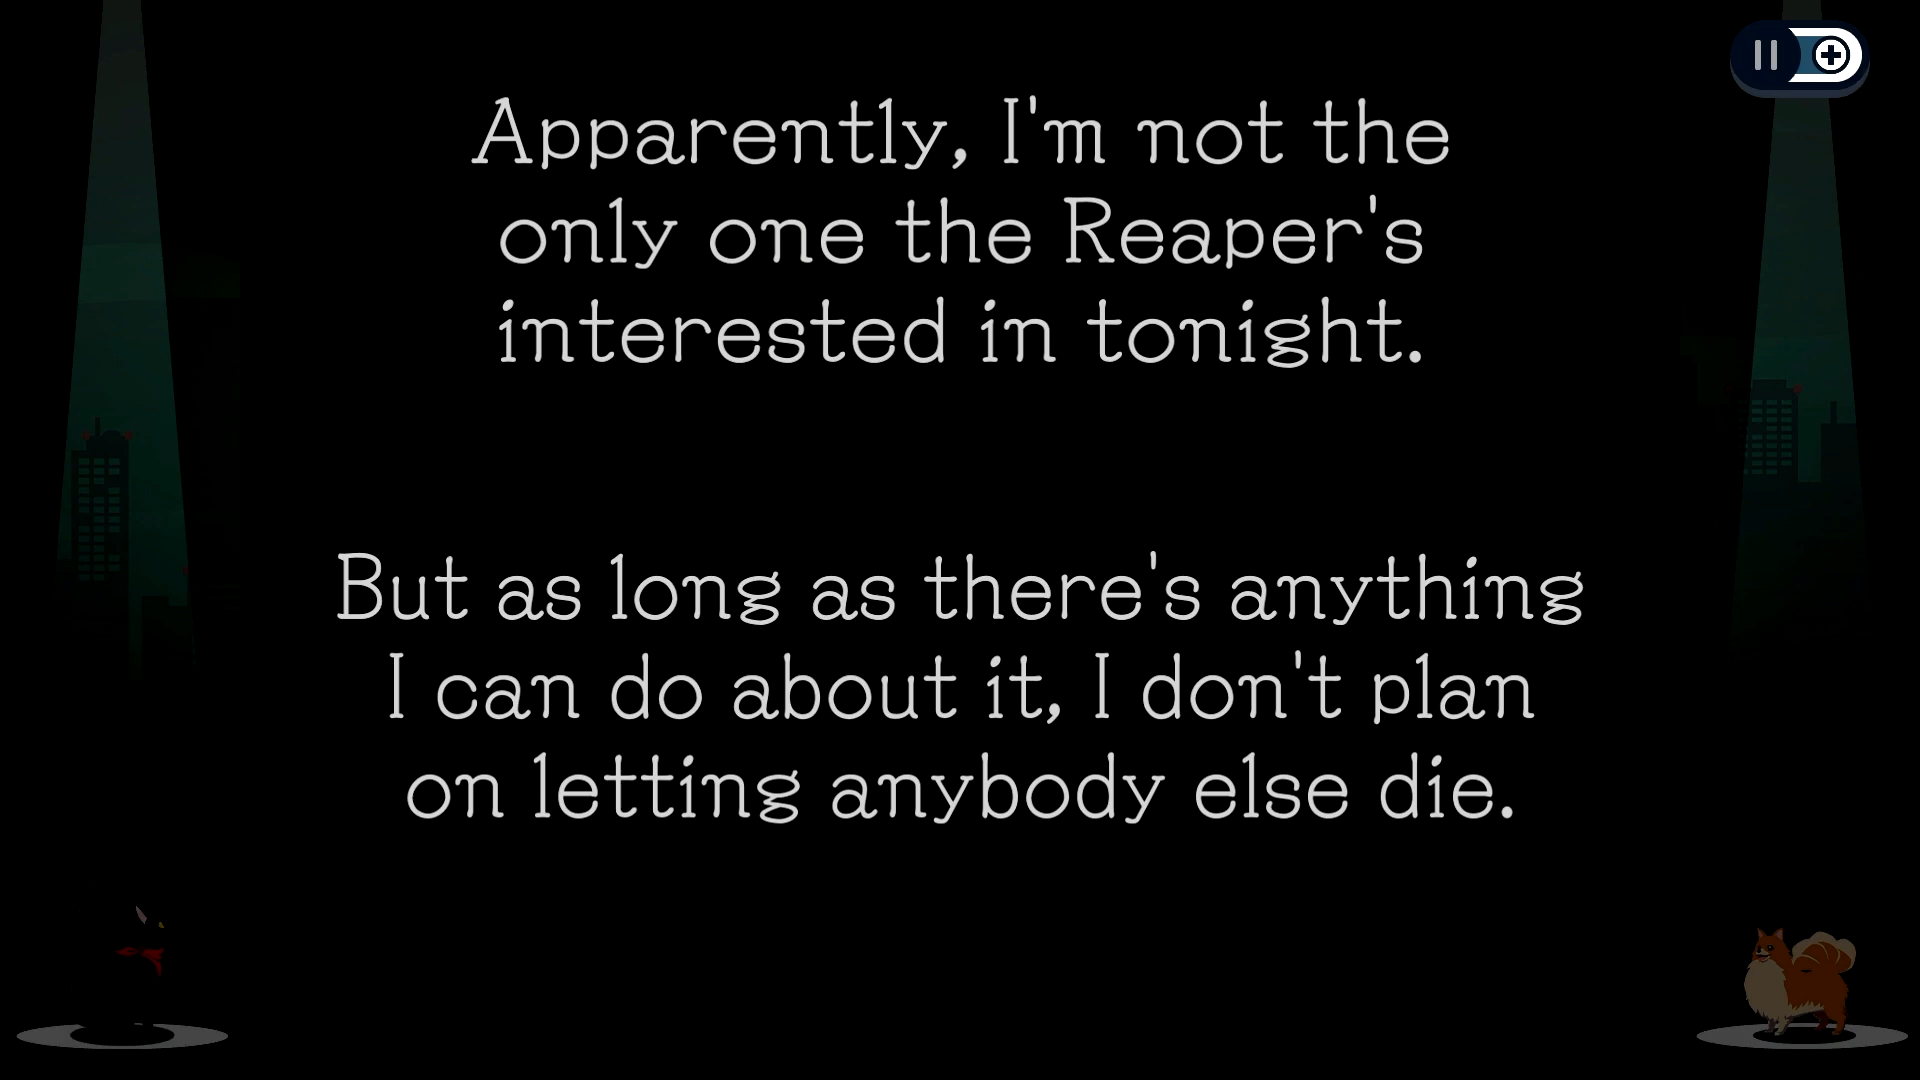 Apparently, I'm not the
only one the Reaper's
interested in tonight.
But as long as there's anything
I can do about it, I don't plan
on letting anybody else die.